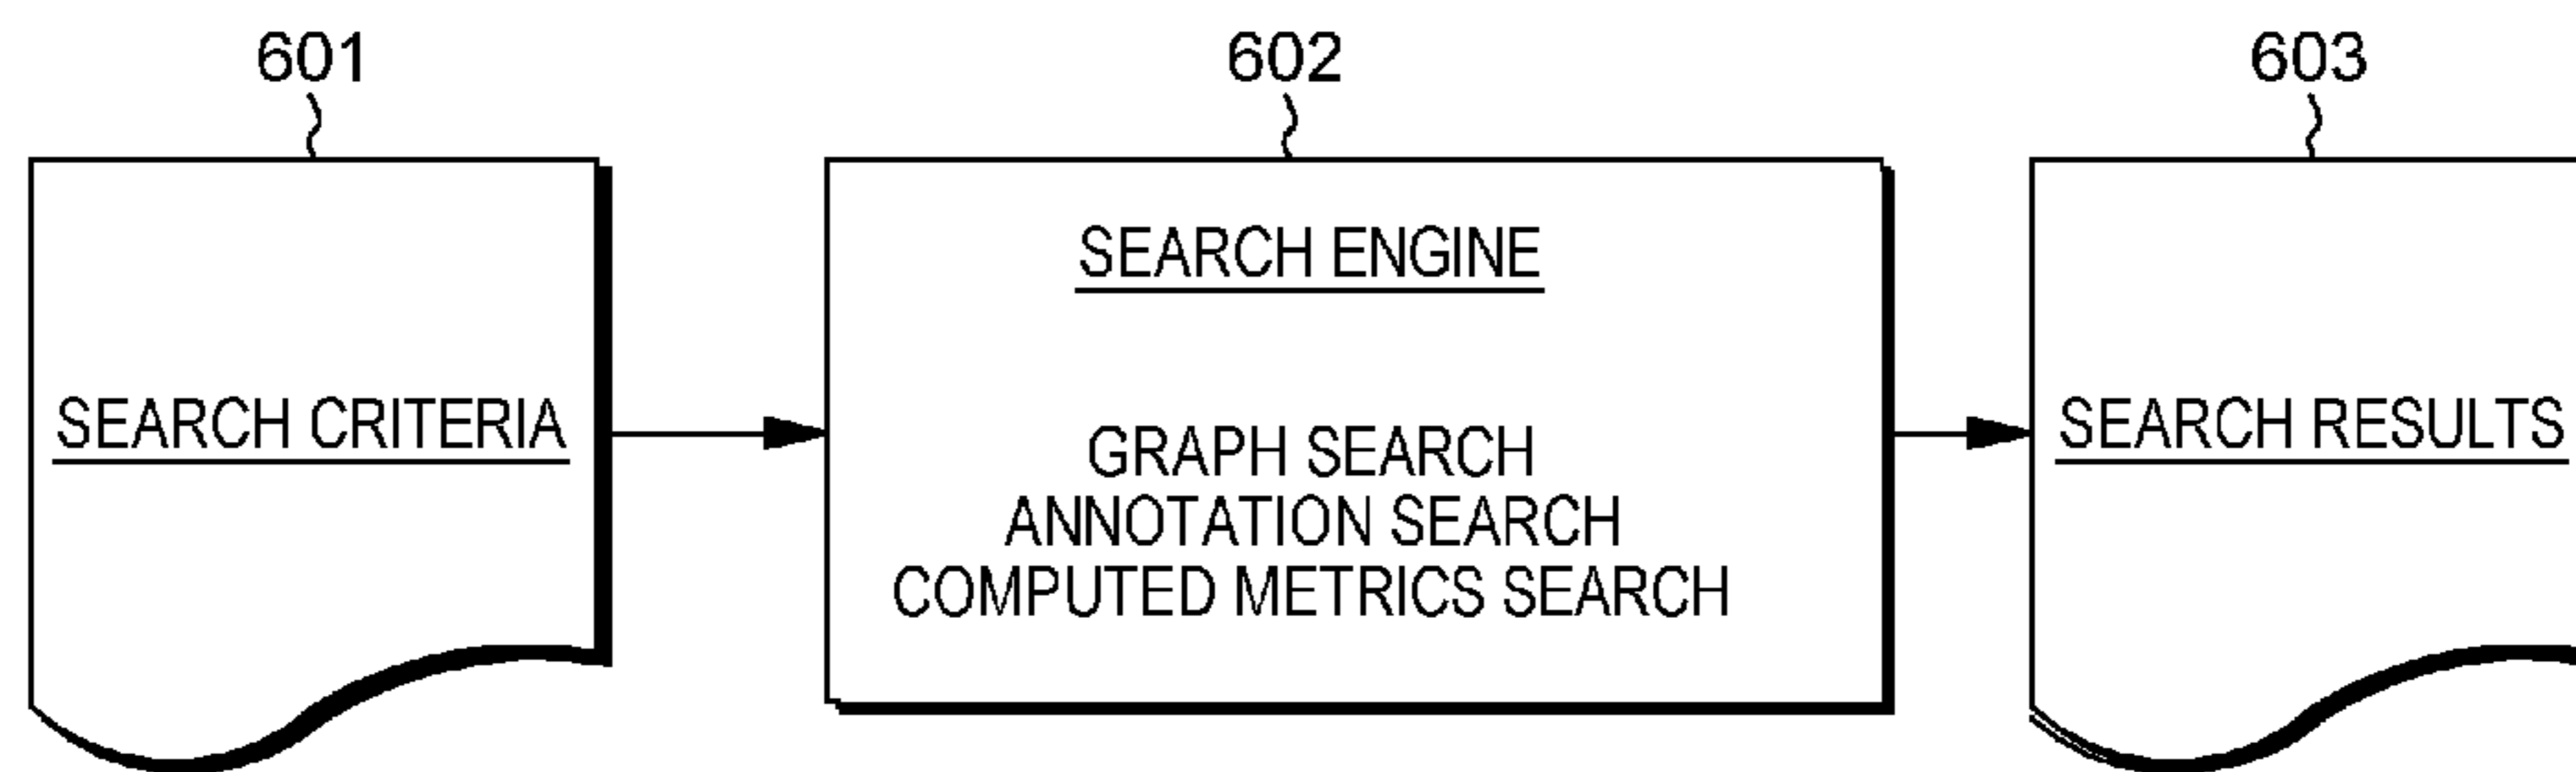 601
602
603
SEARCH CRITERIA
SEARCH ENGINE
GRAPH SEARCH
ANNOTATION SEARCH
COMPUTED METRICS SEARCH
SEARCH RESULTS